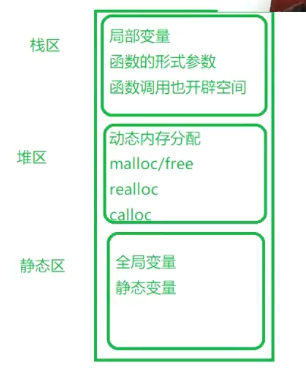 栈区
局部变量
函数的形式参数
函数调用也开辟空间
堆区
动态内存分配
malloc/free
realloc
calloc
静态区
全局变量
静态变量